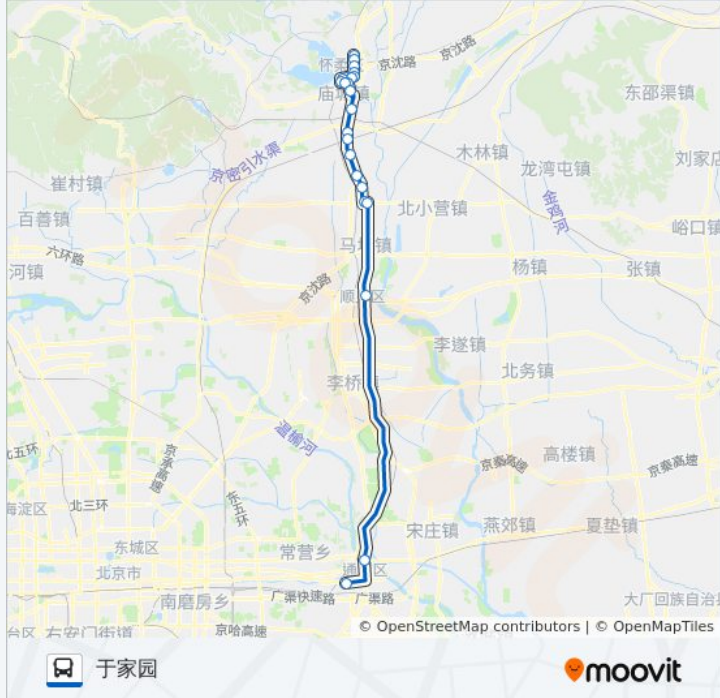 怀柔
京沈路
京沈路
庙城镇
东邵渠镇
木林镇
刘家店
京密引水渠
龙湾屯镇
崔村镇
金鸡河
百善镇
北小营镇
峪口镇
六环路
马坡镇
河镇
杨镇
张镇
京沈路
顺义区
李遂镇
李桥镇
北务镇
温榆河
北五环
京承高速
高楼镇
京秦高速
京秦高速
海淀区
北三环
东五环
宋庄镇
燕郊镇
夏垫镇
东城区
常营乡
北京市
通州区
南磨房乡
广渠快速路
广渠路
大厂回族自治县
台区
右安门街道
京哈高速
© OpenStreetMap contributors | © OpenMapTiles
于家园
moovit